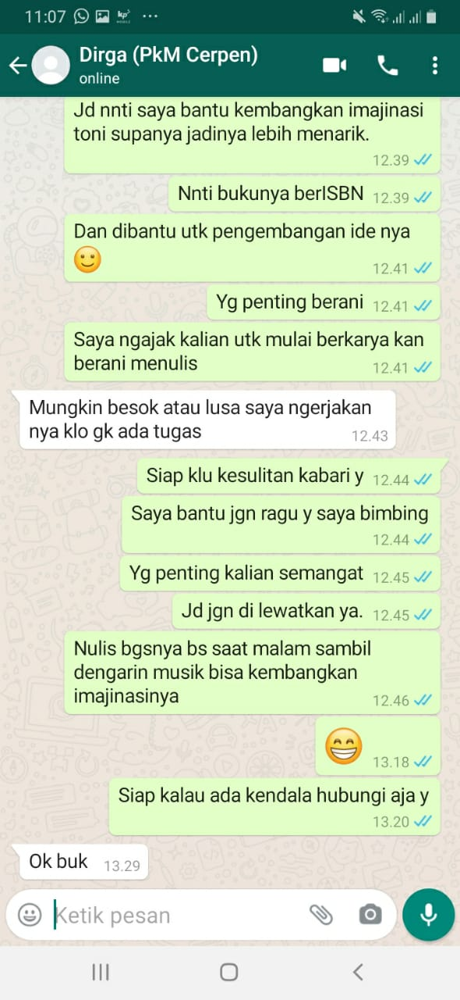 11:07
Dirga (PkM Cerpen)
online
Jd nnti saya bantu kembangkan imajinasi
toni supanya jadinya lebih menarik.
12.39
Nnti bukunya berISBN 12.39
Dan dibantu utk pengembangan ide nya
🙂
12.41
Yg penting berani 12.41
Saya ngajak kalian utk mulai berkarya kan
berani menulis
12.41
Mungkin besok atau lusa saya ngerjakan
nya klo gk ada tugas
12.43
Siap klu kesulitan kabari y 12.44
Saya bantu jgn ragu y saya bimbing
12.44
Yg penting kalian semangat 12.45
Jd jgn di lewatkan ya. 12.45
Nulis bgsnya bs saat malam sambil
dengarin musik bisa kembangkan
imajinasinya
12.46
😁
13.18
Siap kalau ada kendala hubungi aja y
13.20
Ok buk 13.29
Ketik pesan